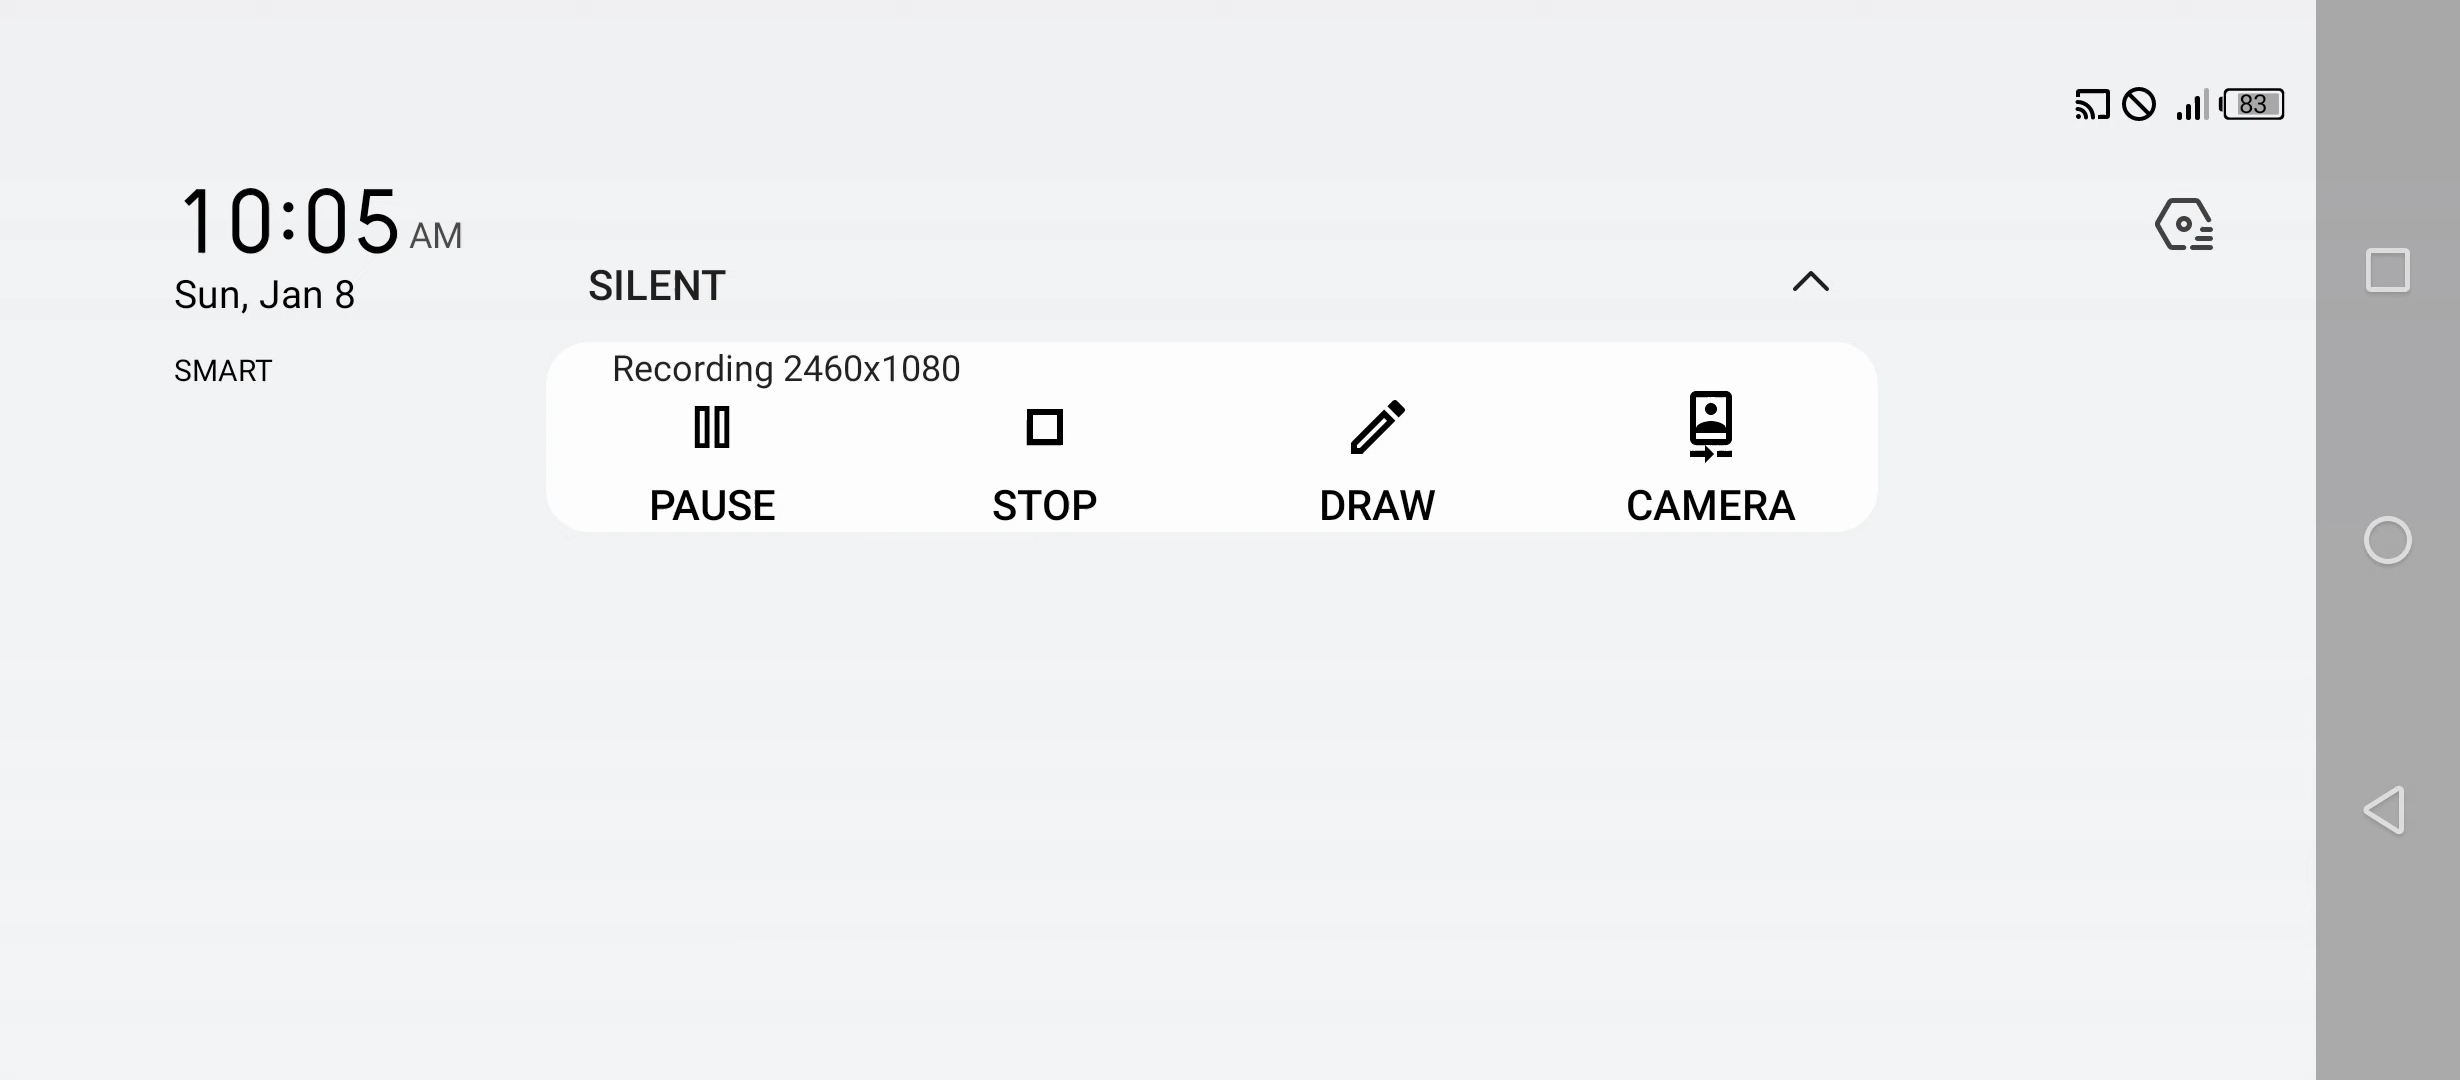 83
10:05 AM
Sun, Jan 8
SMART
SILENT
Recording 2460x1080
PAUSE STOP DRAW CAMERA